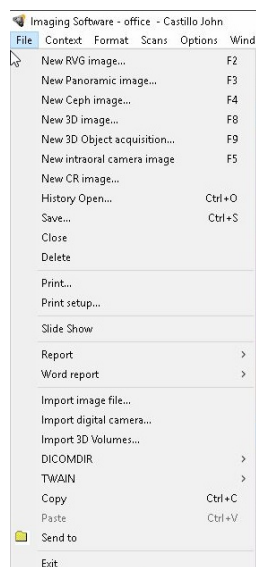 Imaging Software - office - Castillo John
File Context Format Scans Options Wind
New RVG image... F2
New Panoramic image... F3
New Ceph image... F4
New 3D image... F8
New 3D Object acquisition... F9
New intraoral camera image F5
New CR image...
History Open... Ctrl+O
Save... Ctrl+S
Close
Delete
Print...
Print setup...
Slide Show
Report >
Word report >
Import image file...
Import digital camera...
Import 3D Volumes...
DICOMDIR >
TWAIN >
Copy Ctrl+C
Paste Ctrl+V
Send to
Exit